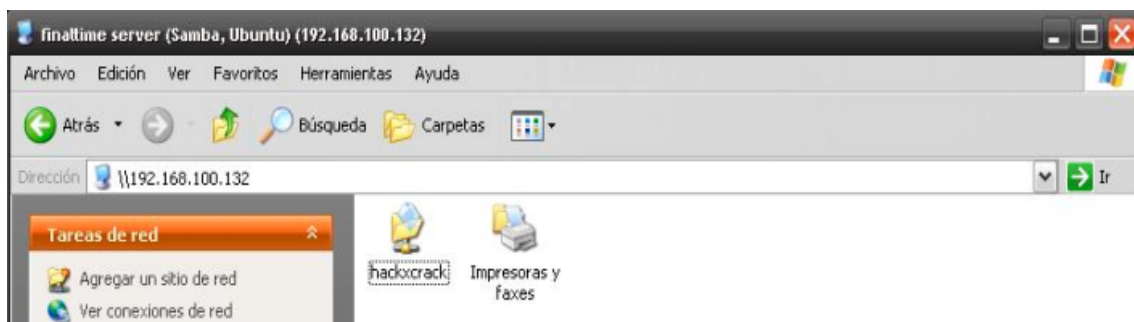 finaltime server (Samba, Ubuntu) (192.168.100.132)
Archivo Edición Ver Favoritos Herramientas Ayuda
Atrás Búsqueda Carpetas
Dirección \\192.168.100.132 Ir
Tareas de red
Agregar un sitio de red
Ver conexiones de red
hackxcrack
Impresoras y
faxes